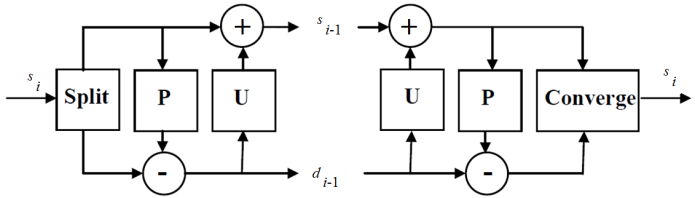 s i
Split
P
U
+
-
s i-1
d i-1
+
U
P
-
Converge
s i